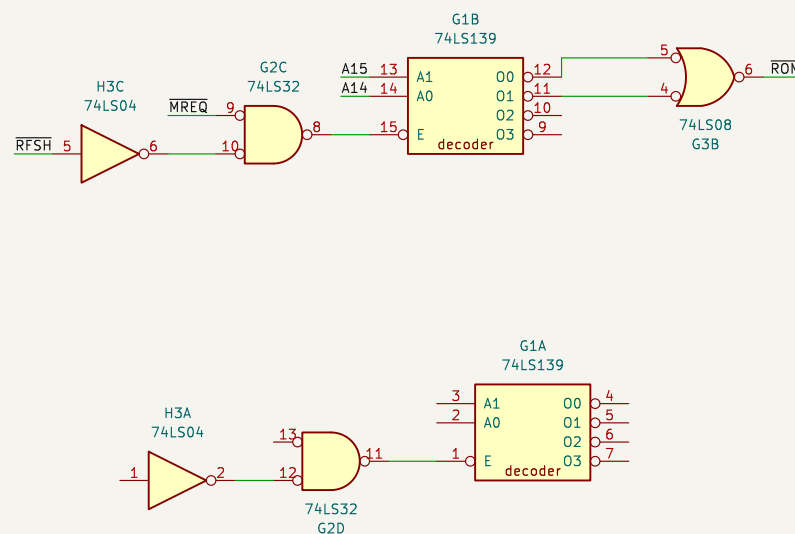 G1B
74LS139
H3C
74LS04
G2C
74LS32
A15 13 A1 O0 12
A14 14 A0 O1 11
O2 10
15 E O3 9
decoder
MREQ 9
8
RFSH 5 6 10
5
4 6
74LS08
G3B
G1A
74LS139
3 A1 O0 4
2 A0 O1 5
O2 6
1 E O3 7
decoder
H3A
74LS04
13
11
1 2 12
74LS32
G2D